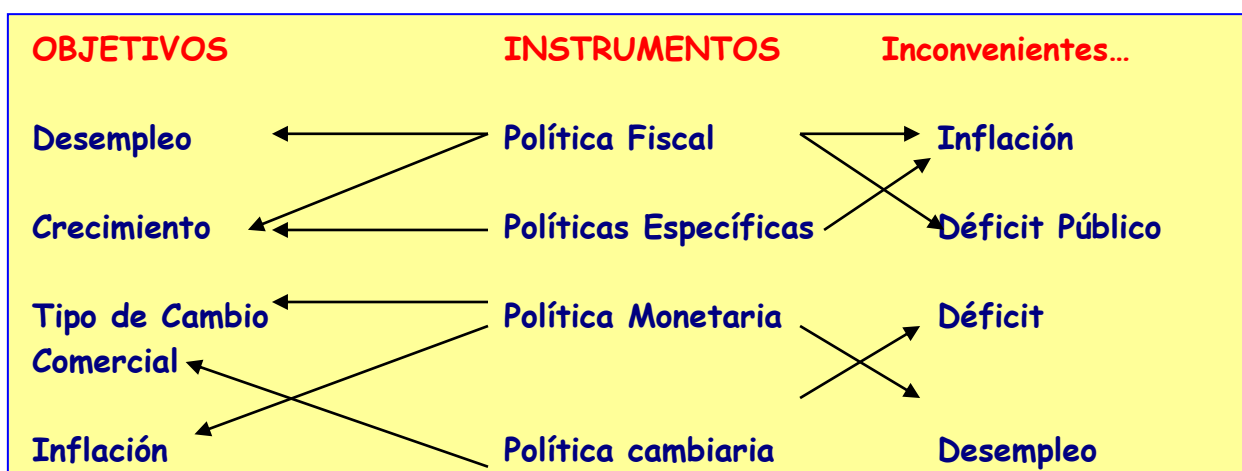 OBJETIVOS INSTRUMENTOS Inconvenientes…
Desempleo Política Fiscal Inflación
Crecimiento Políticas Específicas Déficit Público
Tipo de Cambio Política Monetaria Déficit
Comercial
Inflación Política cambiaria Desempleo